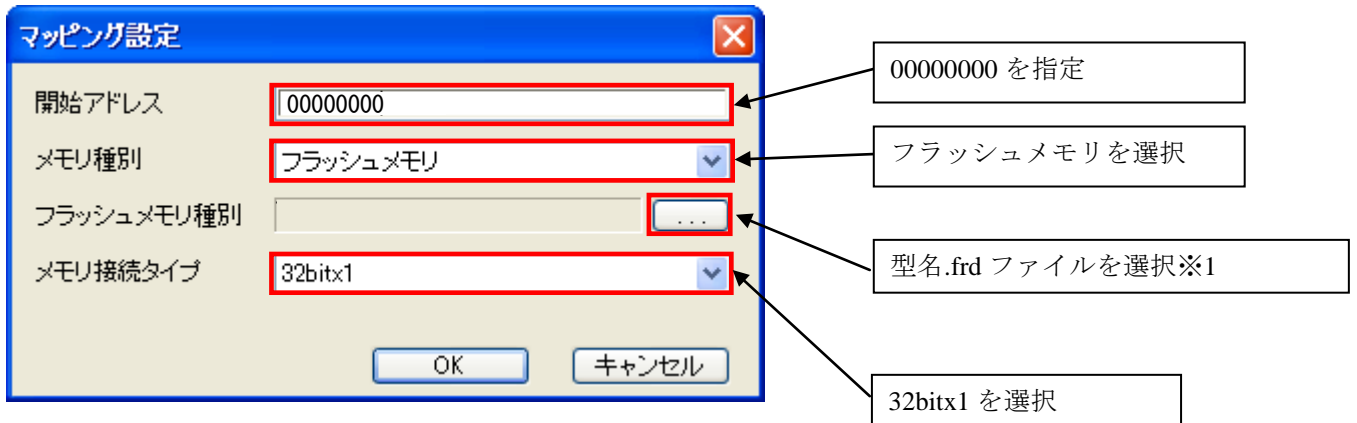 マッピング設定
開始アドレス
00000000
00000000 を指定
メモリ種別
フラッシュメモリ
フラッシュメモリを選択
フラッシュメモリ種別
...
型名.frd ファイルを選択※1
メモリ接続タイプ
32bitx1
32bitx1 を選択
OK
キャンセル